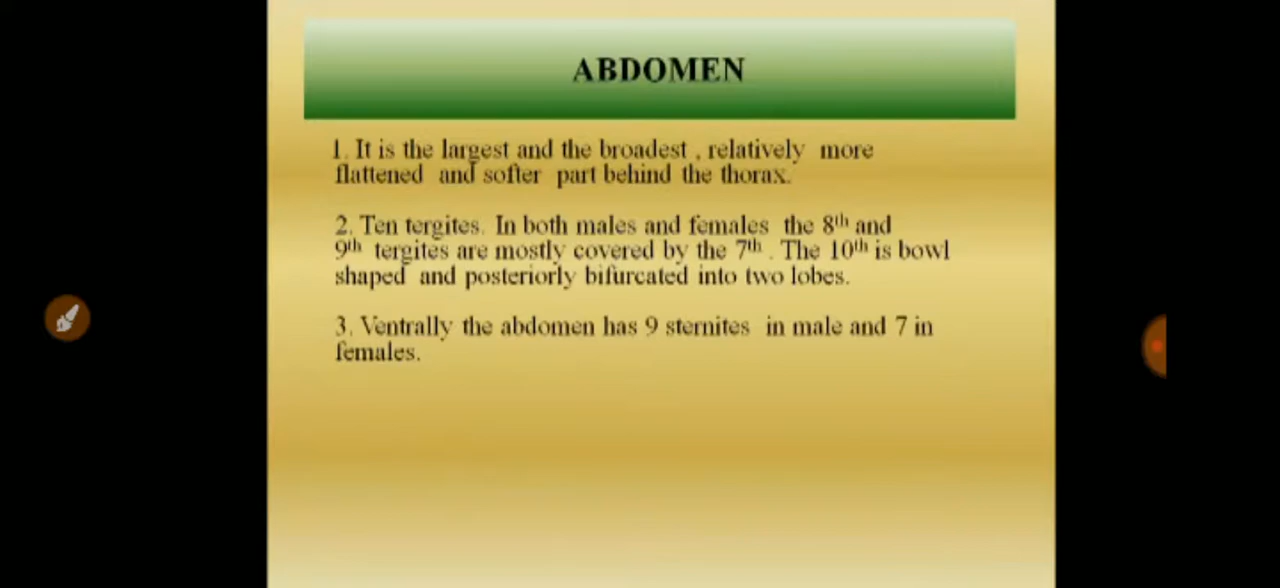 ABDOMEN
1. It is the largest and the broadest , relatively more
flattened and softer part behind the thorax.
2. Ten tergites. In both males and females the 8th and
9th tergites are mostly covered by the 7th . The 10th is bowl
shaped and posteriorly bifurcated into two lobes.
3. Ventrally the abdomen has 9 sternites in male and 7 in
females.